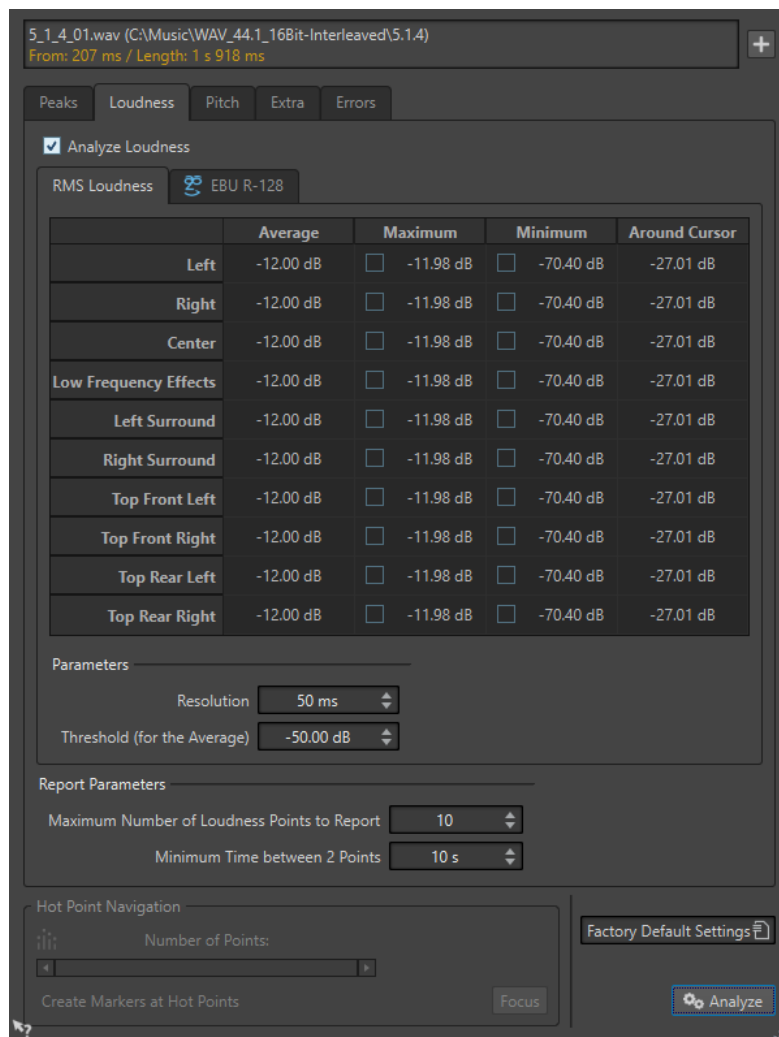 5_1_4_01.wav (C:\Music\WAV_44.1_16Bit-Interleaved\5.1.4)
From: 207 ms / Length: 1 s 918 ms
Peaks Loudness Pitch Extra Errors
Analyze Loudness
RMS Loudness EBU R-128
Average Maximum Minimum Around Cursor
Left -12.00 dB -11.98 dB -70.40 dB -27.01 dB
Right -12.00 dB -11.98 dB -70.40 dB -27.01 dB
Center -12.00 dB -11.98 dB -70.40 dB -27.01 dB
Low Frequency Effects -12.00 dB -11.98 dB -70.40 dB -27.01 dB
Left Surround -12.00 dB -11.98 dB -70.40 dB -27.01 dB
Right Surround -12.00 dB -11.98 dB -70.40 dB -27.01 dB
Top Front Left -12.00 dB -11.98 dB -70.40 dB -27.01 dB
Top Front Right -12.00 dB -11.98 dB -70.40 dB -27.01 dB
Top Rear Left -12.00 dB -11.98 dB -70.40 dB -27.01 dB
Top Rear Right -12.00 dB -11.98 dB -70.40 dB -27.01 dB
Parameters
Resolution 50 ms
Threshold (for the Average) -50.00 dB
Report Parameters
Maximum Number of Loudness Points to Report 10
Minimum Time between 2 Points 10 s
Hot Point Navigation
Number of Points:
Factory Default Settings
Create Markers at Hot Points Focus
Analyze